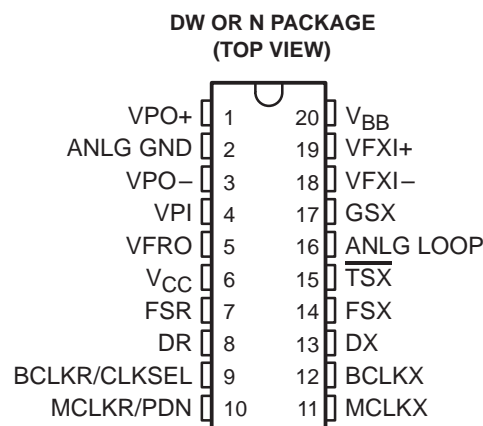 DW OR N PACKAGE
(TOP VIEW)
VPO+ 1 20 VBB
ANLG GND 2 19 VFXI+
VPO− 3 18 VFXI−
VPI 4 17 GSX
VFRO 5 16 ANLG LOOP
VCC 6 15 TSX
FSR 7 14 FSX
DR 8 13 DX
BCLKR/CLKSEL 9 12 BCLKX
MCLKR/PDN 10 11 MCLKX